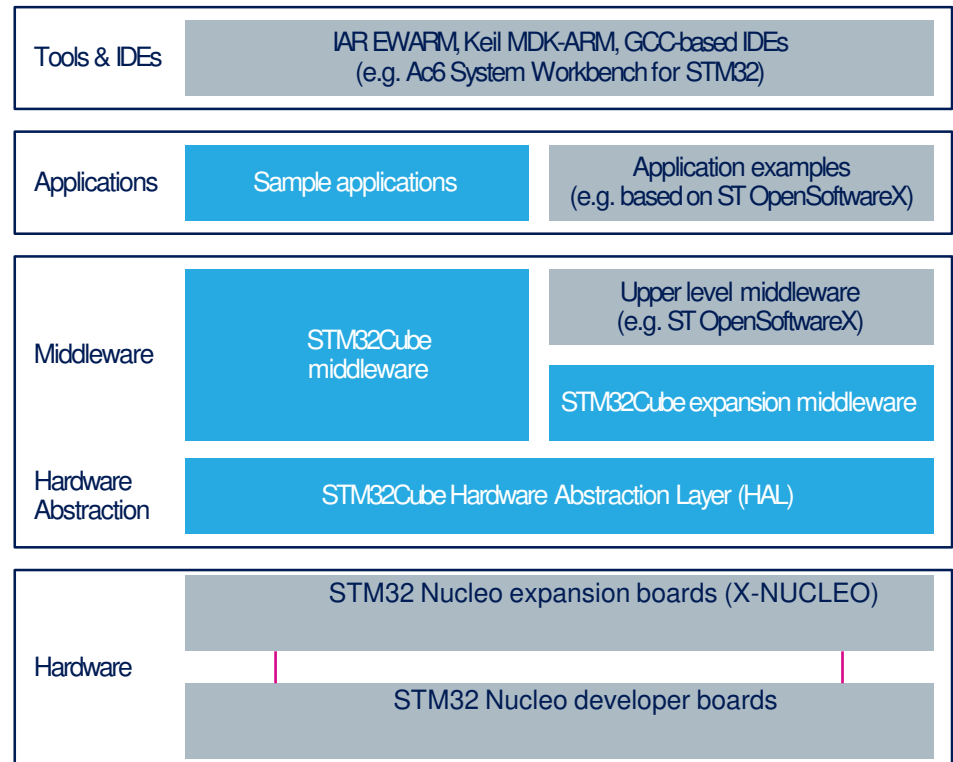 Tools & IDEs
IAR EWARM, Keil MDK-ARM, GCC-based IDEs
(e.g. Ac6 System Workbench for STM32)
Applications
Sample applications
Application examples
(e.g. based on ST OpenSoftwareX)
Middleware
STM32Cube
middleware
Upper level middleware
(e.g. ST OpenSoftwareX)
STM32Cube expansion middleware
Hardware
Abstraction
STM32Cube Hardware Abstraction Layer (HAL)
Hardware
STM32 Nucleo expansion boards (X-NUCLEO)
STM32 Nucleo developer boards